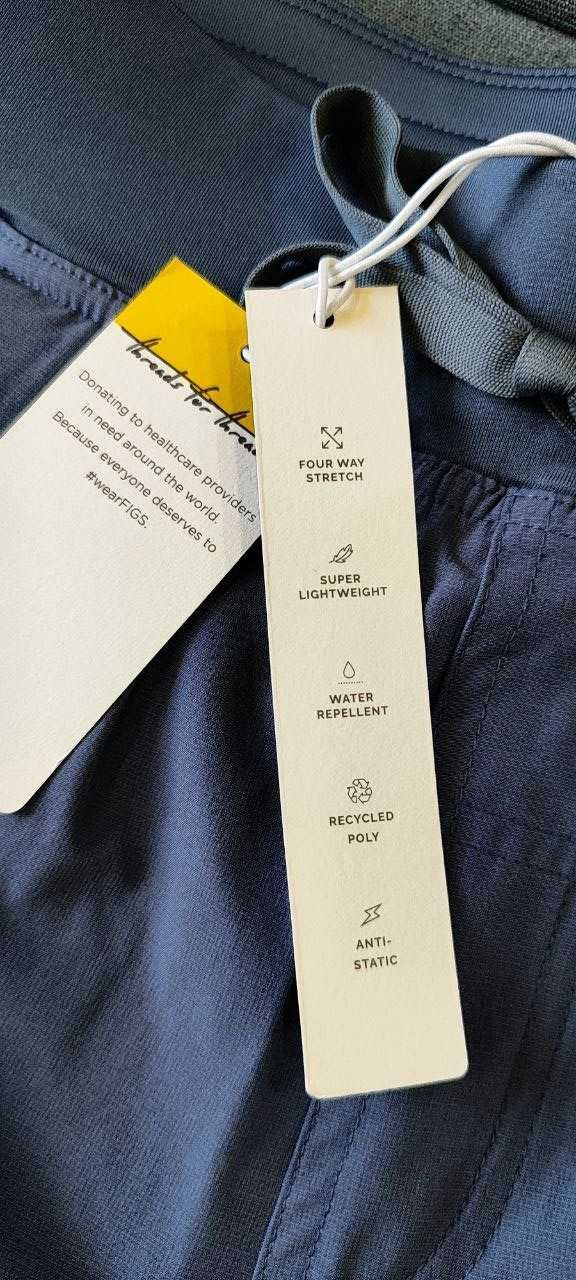 threads for
Donating to healthcare providers
in need around the world.
Because everyone deserves to
#wearFIGS.
FOUR WAY
STRETCH
SUPER
LIGHTWEIGHT
WATER
REPELLENT
RECYCLED
POLY
ANTI-
STATIC